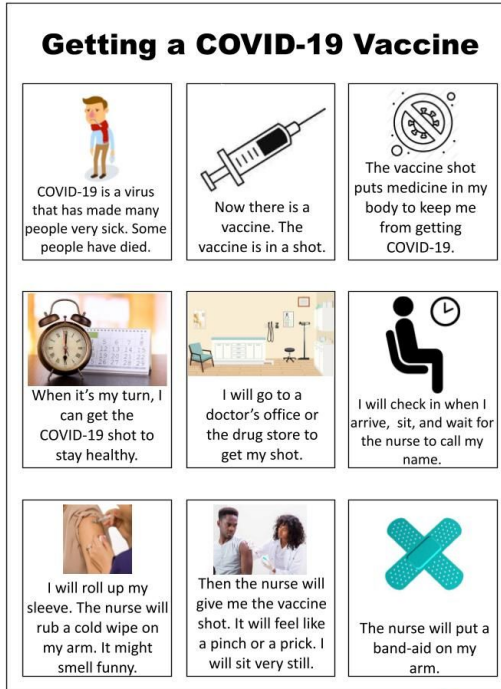 Getting a COVID-19 Vaccine
COVID-19 is a virus
that has made many
people very sick. Some
people have died.
Now there is a
vaccine. The
vaccine is in a shot.
The vaccine shot
puts medicine in my
body to keep me
from getting
COVID-19.
When it's my turn, I
can get the
COVID-19 shot to
stay healthy.
I will go to a
doctor's office or
the drug store to
get my shot.
I will check in when I
arrive, sit, and wait for
the nurse to call my
name.
I will roll up my
sleeve. The nurse will
rub a cold wipe on
my arm. It might
smell funny.
Then the nurse will
give me the vaccine
shot. It will feel like
a pinch or a prick. I
will sit very still.
The nurse will put a
band-aid on my
arm.